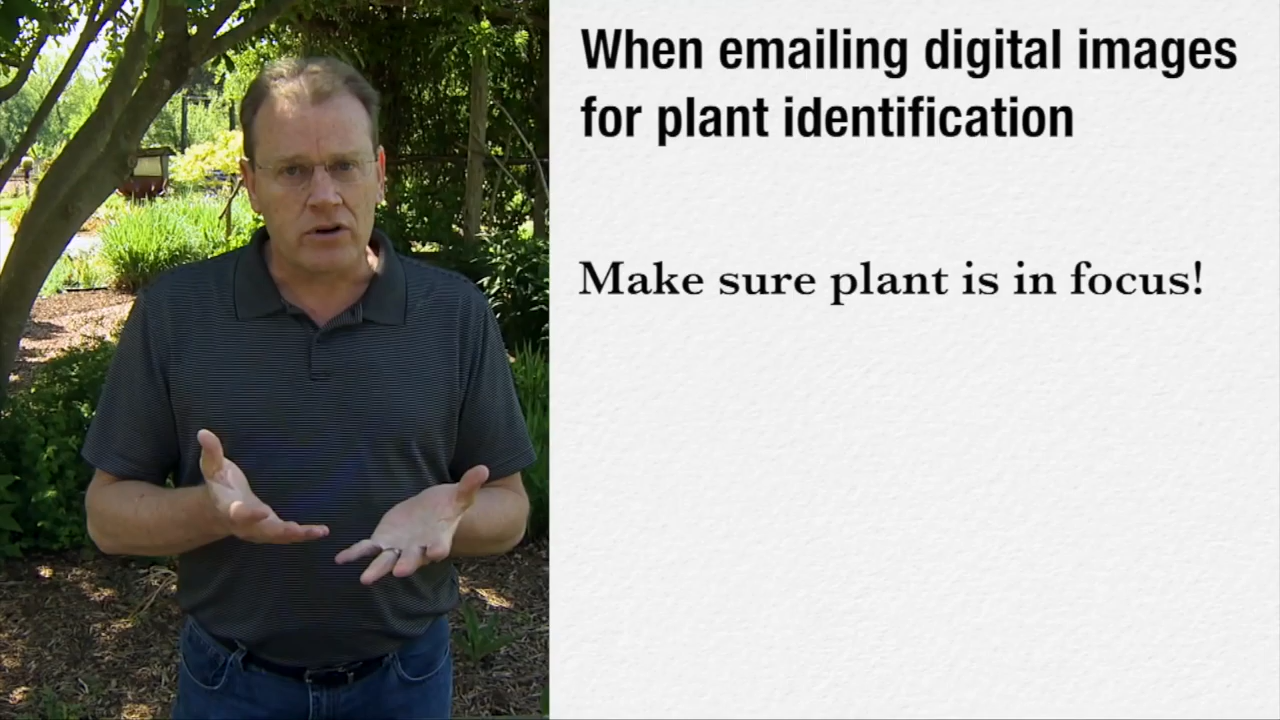 When emailing digital images
for plant identification
Make sure plant is in focus!